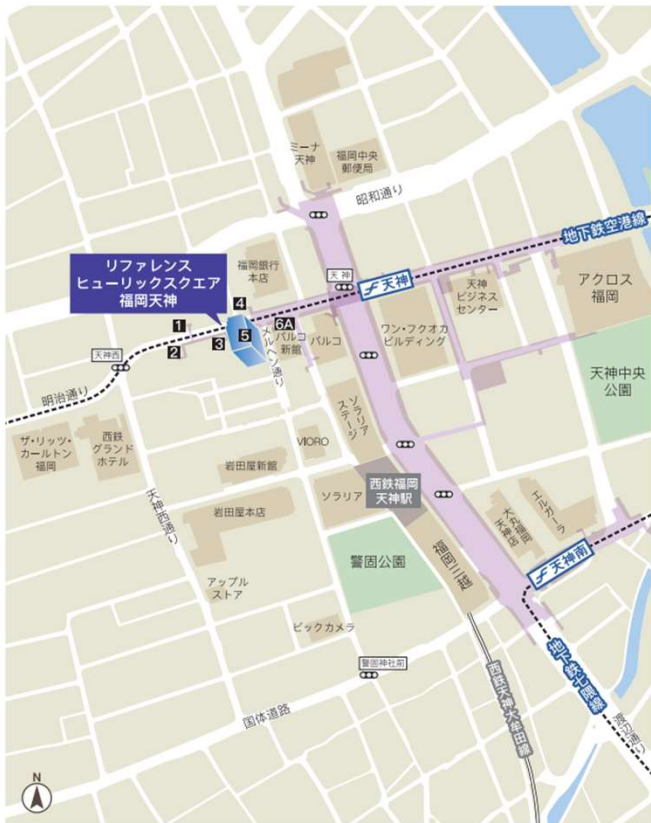 ミーナ
天神
福岡中央
郵便局
昭和通り
地下鉄空港線
リファレンス
ヒューリックスクエア
福岡天神
福岡銀行
本店
天神
天神
天神
ビジネス
センター
アクロス
福岡
1
2
3
4
5
6A
パルコ
新館
パルコ
ワン・フクオカ
ビルディング
メルヘン通り
天神西
明治通り
天神中央
公園
ザ・リッツ・
カールトン
福岡
西鉄
グランド
ホテル
ソラリア
ステージ
VIORO
岩田屋新館
西鉄福岡
天神駅
ソラリア
岩田屋本店
天神西通り
大丸福岡
天神店
エルガーラ
警固公園
福岡三越
天神南
アップル
ストア
ビックカメラ
警固神社前
国体道路
西鉄天神大牟田線
地下鉄七隈線
渡辺通り
N